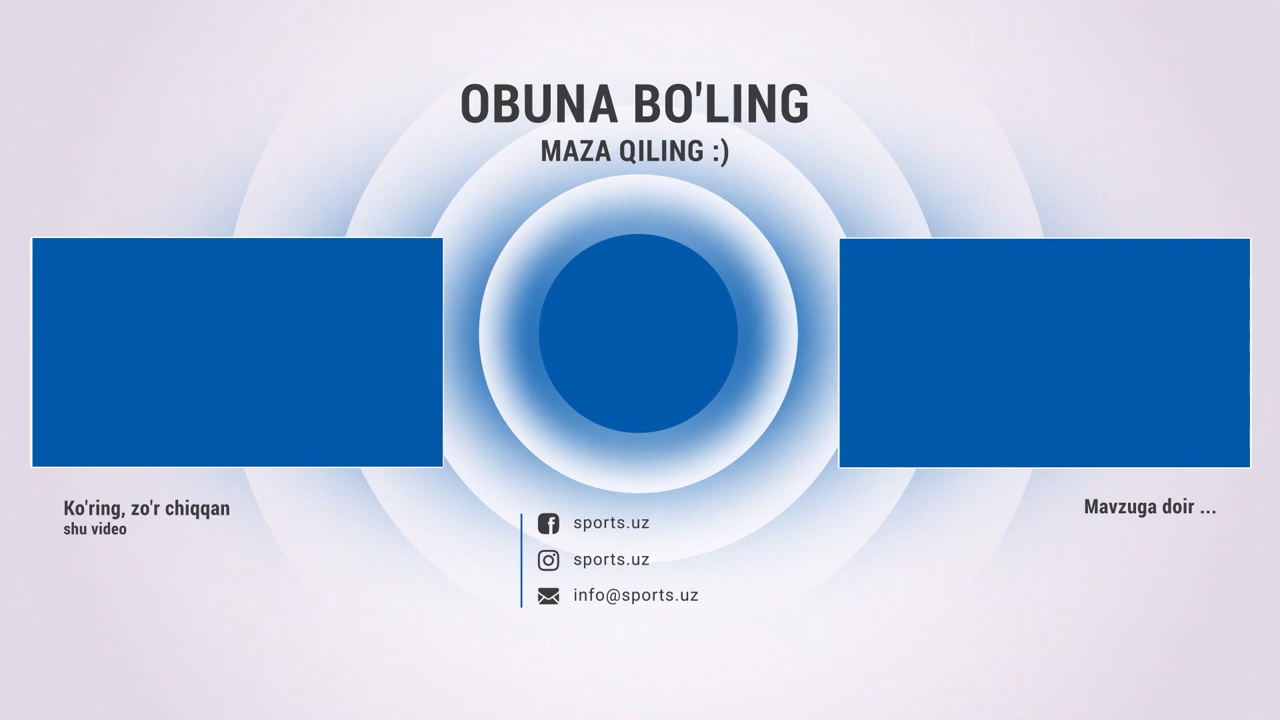 OBUNA BO'LING
MAZA QILING :)
Ko'ring, zo'r chiqqan
shu video
Mavzuga doir ...
sports.uz
sports.uz
info@sports.uz